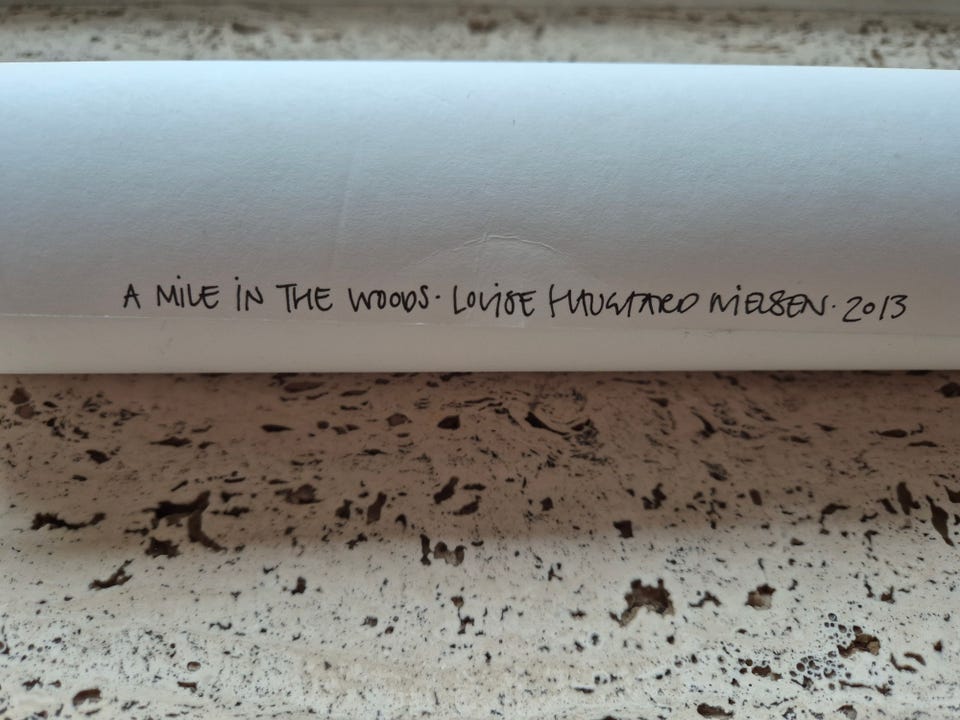 A MiLE iN THE WOODS · LOUiSE HAUGAARD NiELSEN · 2013